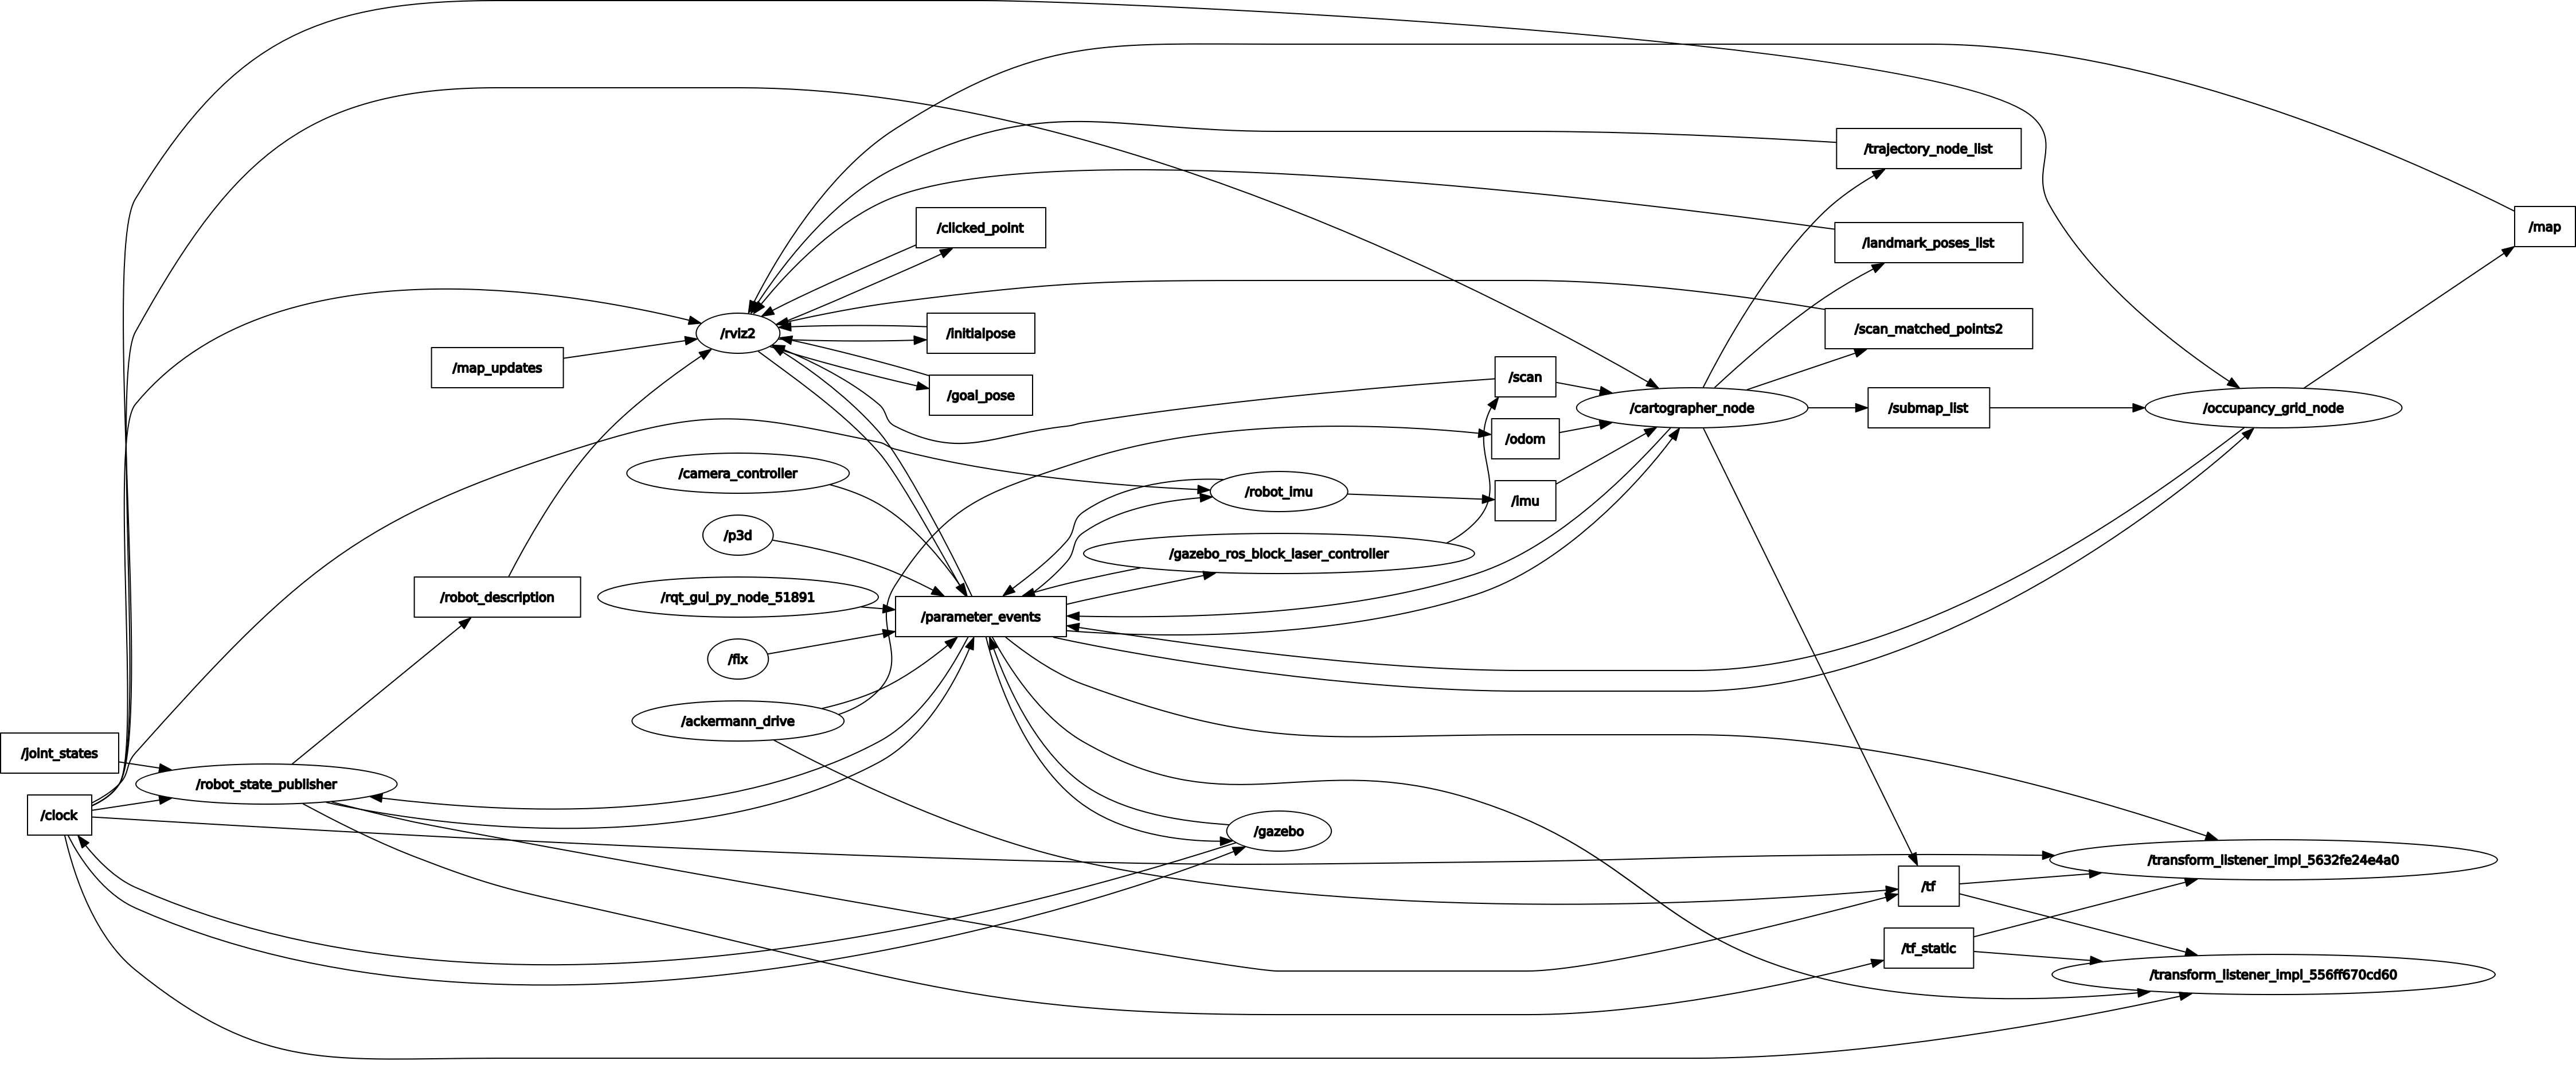 /trajectory_node_list
/clicked_point
/map
/landmark_poses_list
/scan_matched_points2
/rviz2
/initialpose
/map_updates
/scan
/goal_pose
/cartographer_node
/submap_list
/occupancy_grid_node
/odom
/camera_controller
/robot_imu
/imu
/p3d
/gazebo_ros_block_laser_controller
/robot_description
/rqt_gui_py_node_51891
/parameter_events
/fix
/ackermann_drive
/joint_states
/robot_state_publisher
/clock
/gazebo
/transform_listener_impl_5632fe24e4a0
/tf
/tf_static
/transform_listener_impl_556ff670cd60